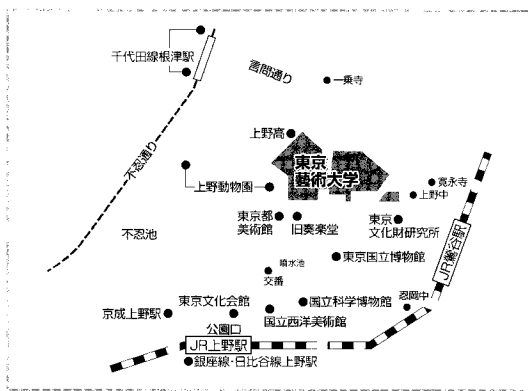 千代田線根津駅
言問通り
一乗寺
上野高
不忍通り
東京
藝術大学
上野動物園
寛永寺
上野中
東京都
美術館
旧奏楽堂
東京
文化財研究所
不忍池
噴水池
交番
東京国立博物館
JR鶯谷駅
忍岡中
京成上野駅
東京文化会館
国立科学博物館
国立西洋美術館
公園口
JR上野駅
銀座線・日比谷線上野駅